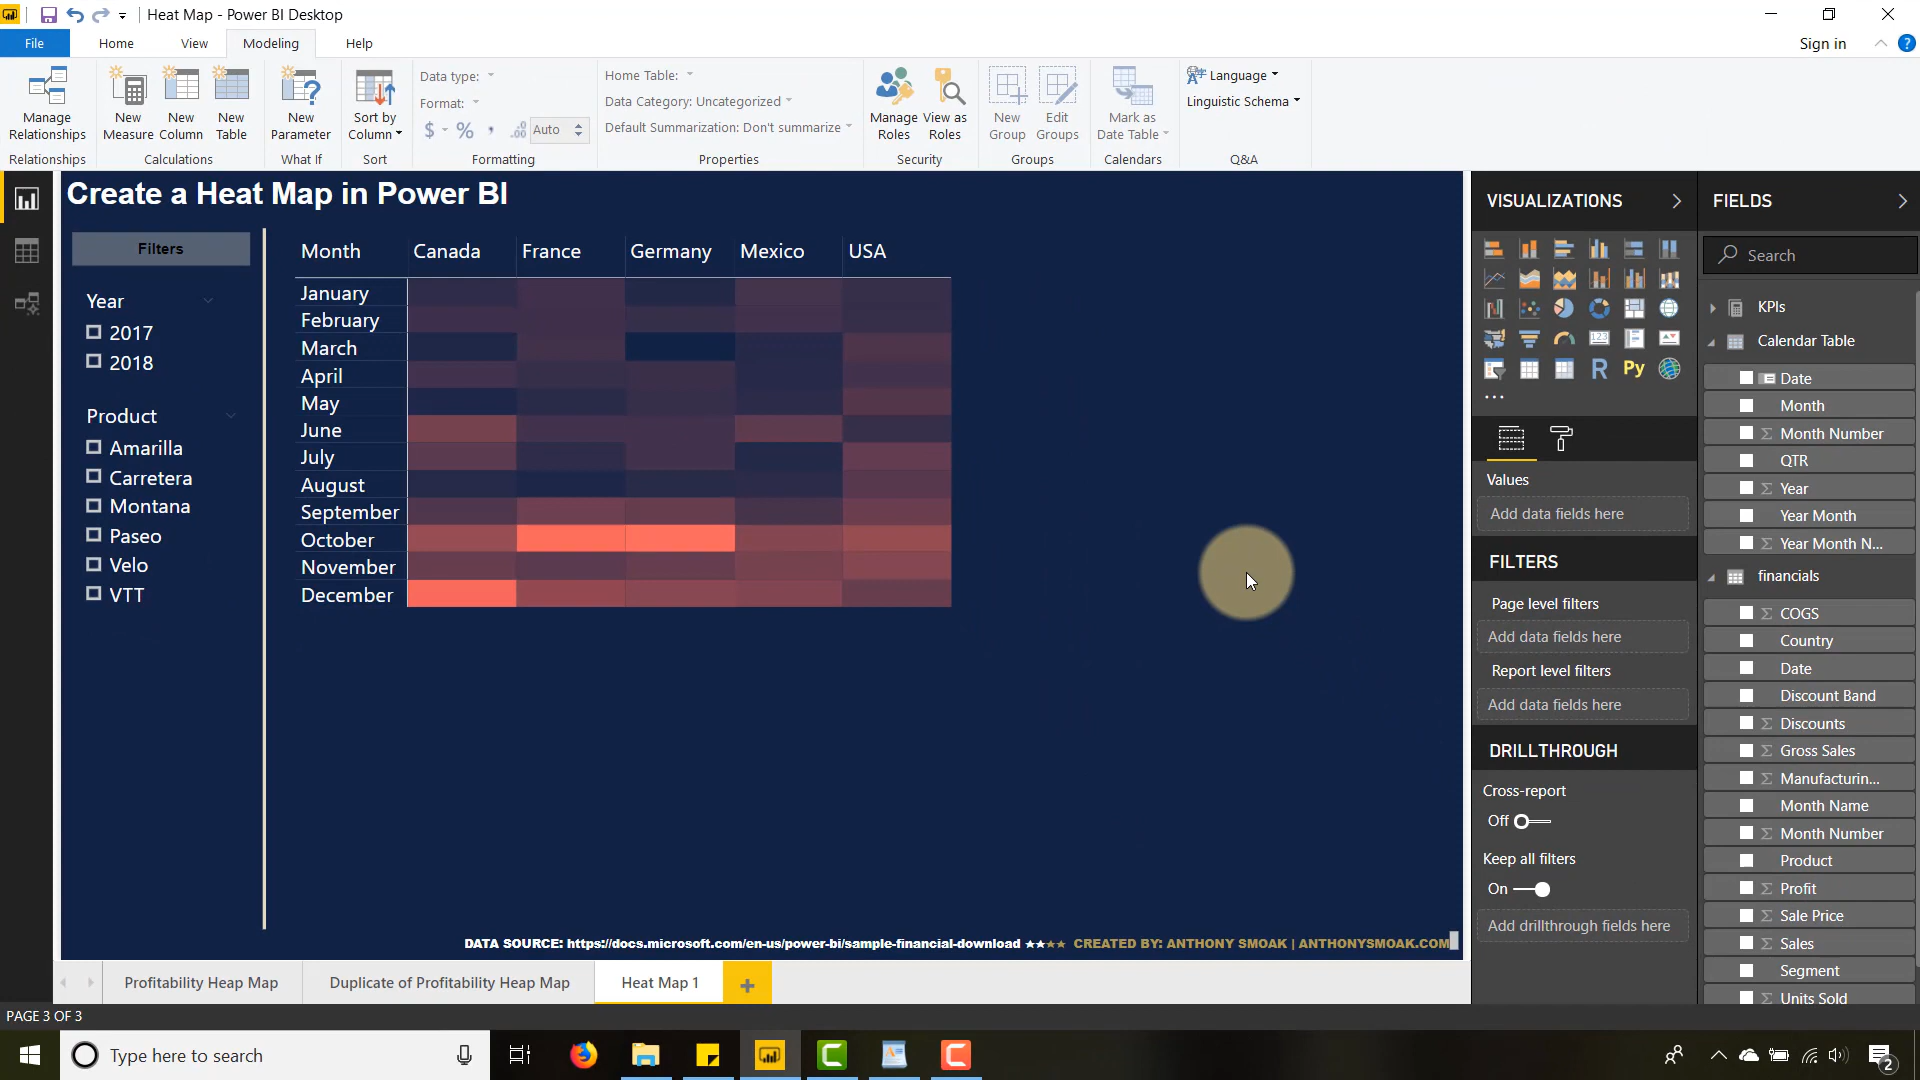 Heat Map - Power BI Desktop
File Home View Modeling Help
Sign in
Manage Relationships
Relationships
New Measure
New Column
New Table
Calculations
New Parameter
What If
Sort by Column
Sort
Data type:
Format:
$ % , Auto
Formatting
Home Table:
Data Category: Uncategorized
Default Summarization: Don't summarize
Properties
Manage Roles
View as Roles
Security
New Group
Edit Groups
Groups
Mark as Date Table
Calendars
Language
Linguistic Schema
Q&A
Create a Heat Map in Power BI
Filters
Year
2017
2018
Product
Amarilla
Carretera
Montana
Paseo
Velo
VTT
Month Canada France Germany Mexico USA
January
February
March
April
May
June
July
August
September
October
November
December
DATA SOURCE: https://docs.microsoft.com/en-us/power-bi/sample-financial-download ★★★★ CREATED BY: ANTHONY SMOAK | ANTHONYSMOAK.COM
VISUALIZATIONS
R Py
...
Values
Add data fields here
FILTERS
Page level filters
Add data fields here
Report level filters
Add data fields here
DRILLTHROUGH
Cross-report
Off
Keep all filters
On
Add drillthrough fields here
FIELDS
Search
KPIs
Calendar Table
Date
Month
Σ Month Number
QTR
Σ Year
Year Month
Σ Year Month N...
financials
Σ COGS
Country
Date
Discount Band
Σ Discounts
Σ Gross Sales
Σ Manufacturin...
Month Name
Σ Month Number
Product
Σ Profit
Σ Sale Price
Σ Sales
Segment
Σ Units Sold
Profitability Heap Map
Duplicate of Profitability Heap Map
Heat Map 1
+
PAGE 3 OF 3
Type here to search
2